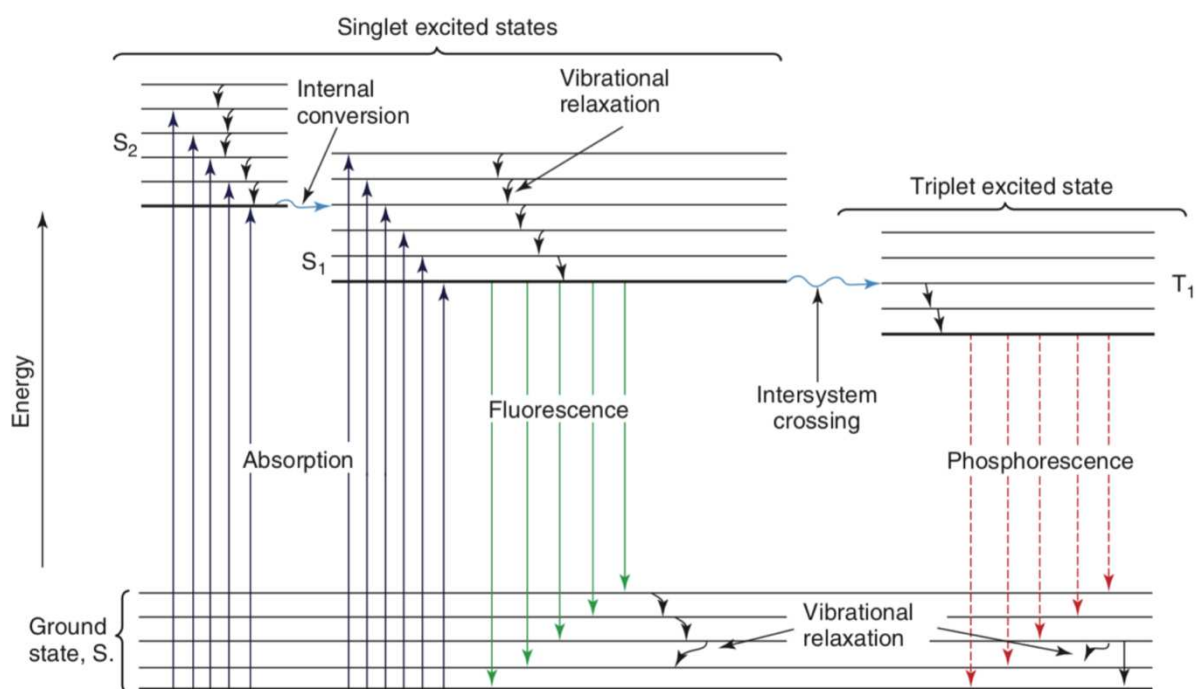 Singlet excited states
Internal
conversion
Vibrational
relaxation
S2
Triplet excited state
S1
T1
Energy
Fluorescence
Intersystem
crossing
Absorption
Phosphorescence
Ground
state, S.
Vibrational
relaxation